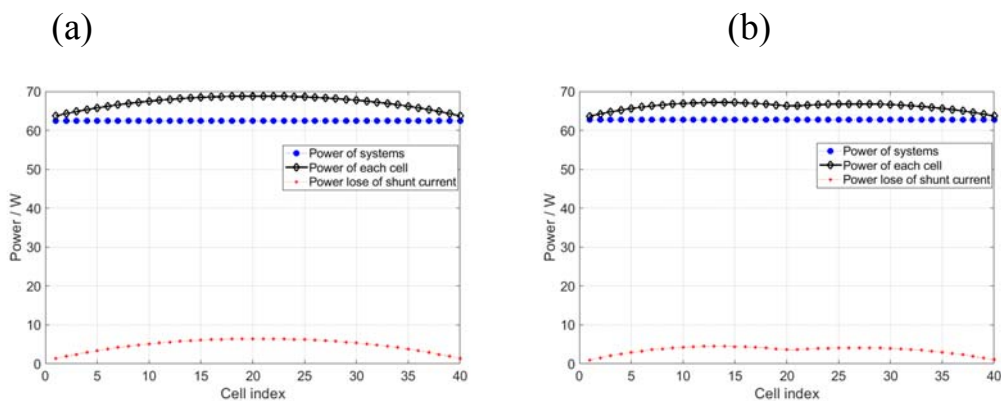 (a)
(b)
70
60
50
40
30
20
10
0
Power / W
Power of systems
Power of each cell
Power lose of shunt current
0 5 10 15 20 25 30 35 40
Cell index
70
60
50
40
30
20
10
0
Power / W
Power of systems
Power of each cell
Power lose of shunt current
0 5 10 15 20 25 30 35 40
Cell index